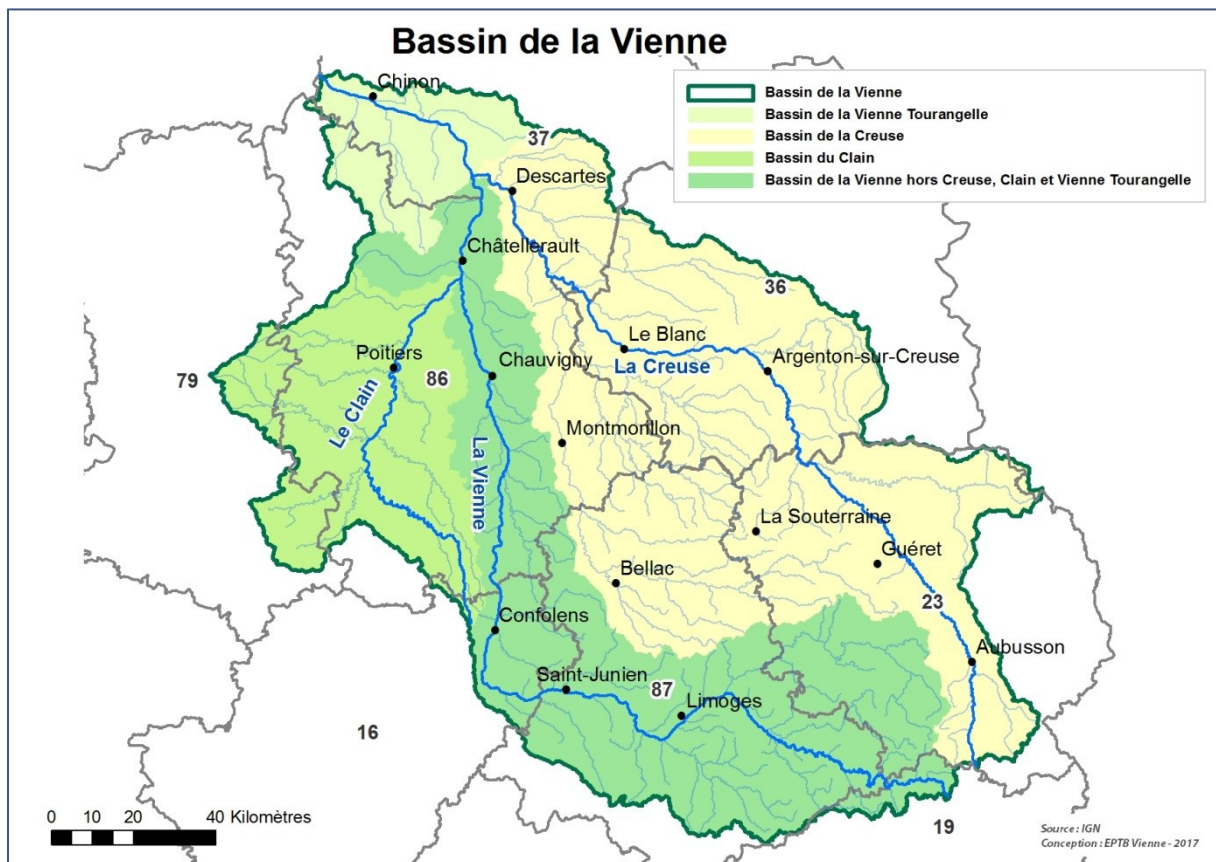 Bassin de la Vienne
Bassin de la Vienne
Bassin de la Vienne Tourangelle
Bassin de la Creuse
Bassin du Clain
Bassin de la Vienne hors Creuse, Clain et Vienne Tourangelle
Chinon
37
Descartes
Châtellerault
36
Le Blanc
La Creuse
Argenton-sur-Creuse
Poitiers
86
Chauvigny
79
Le Clain
La Vienne
Montmorillon
La Souterraine
Guéret
Bellac
23
Confolens
Aubusson
Saint-Junien
87
Limoges
16
0 10 20 40 Kilomètres
19
Source : IGN
Conception : EPTB Vienne - 2017